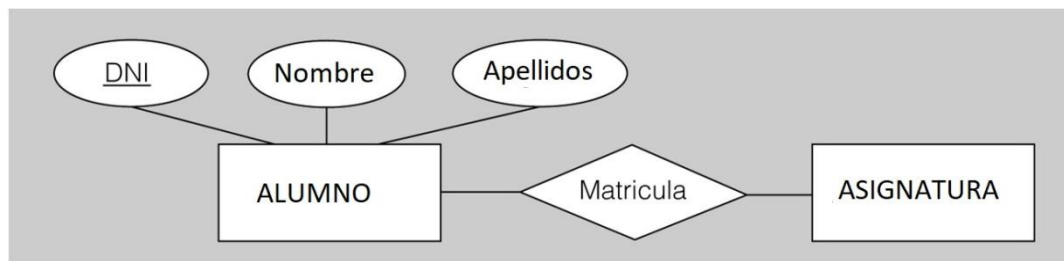 DNI
Nombre
Apellidos
ALUMNO
Matricula
ASIGNATURA